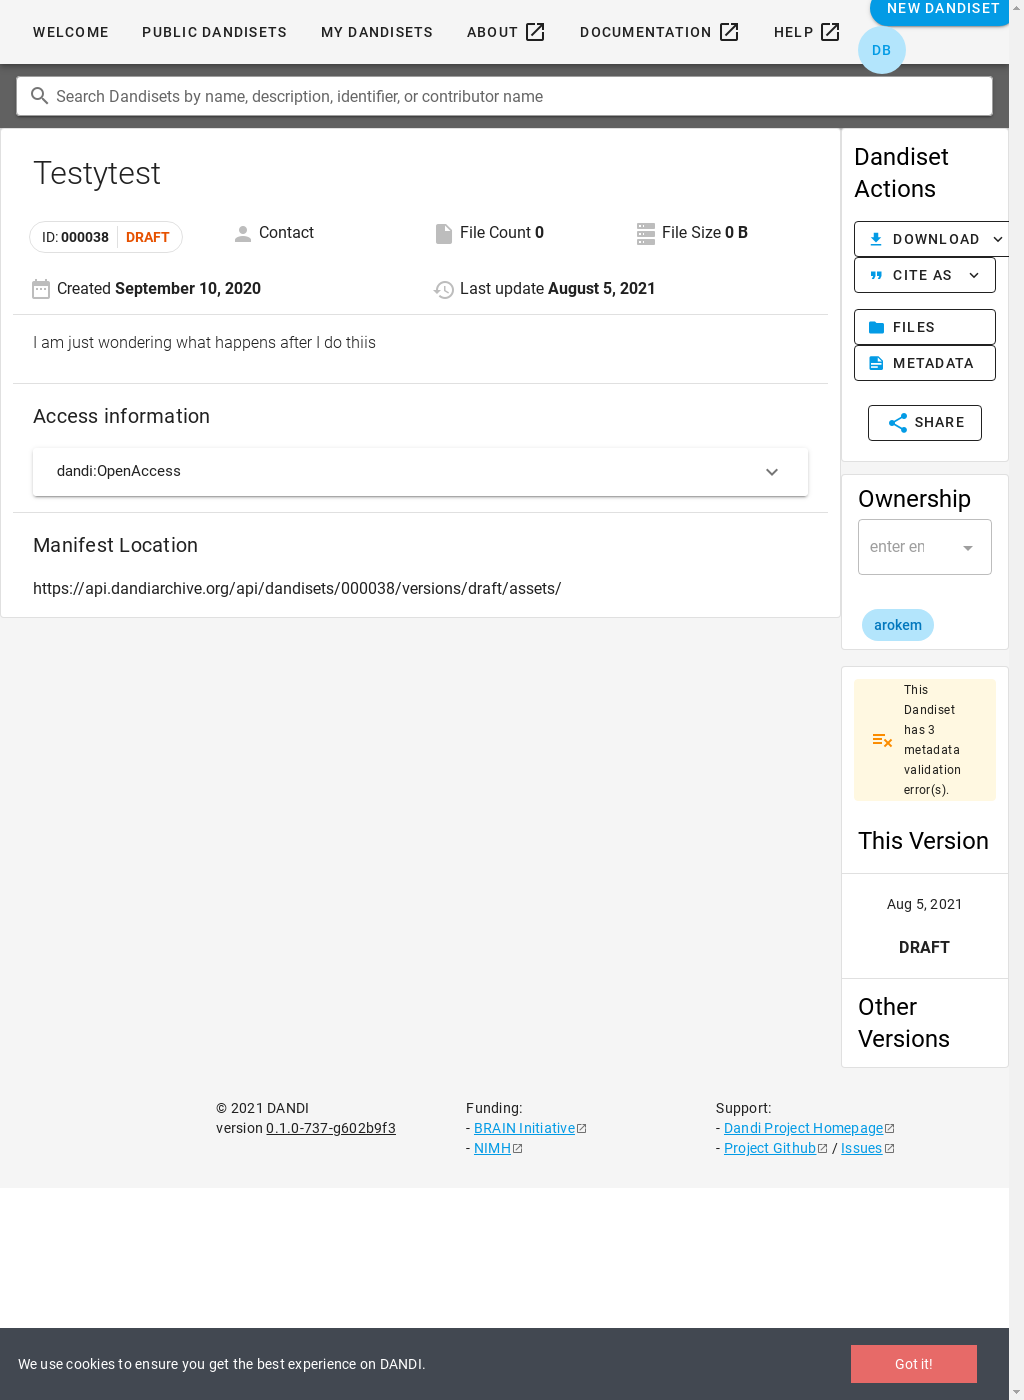 WELCOME PUBLIC DANDISETS MY DANDISETS ABOUT DOCUMENTATION HELP NEW DANDISET
DB
Search Dandisets by name, description, identifier, or contributor name
Testytest
ID: 000038 DRAFT Contact File Count 0 File Size 0 B
Created September 10, 2020 Last update August 5, 2021
I am just wondering what happens after I do thiis
Access information
dandi:OpenAccess
Manifest Location
https://api.dandiarchive.org/api/dandisets/000038/versions/draft/assets/
Dandiset
Actions
DOWNLOAD
CITE AS
FILES
METADATA
SHARE
Ownership
enter en
arokem
This
Dandiset
has 3
metadata
validation
error(s).
This Version
Aug 5, 2021
DRAFT
Other
Versions
© 2021 DANDI
version 0.1.0-737-g602b9f3
Funding:
- BRAIN Initiative
- NIMH
Support:
- Dandi Project Homepage
- Project Github / Issues
We use cookies to ensure you get the best experience on DANDI.
Got it!